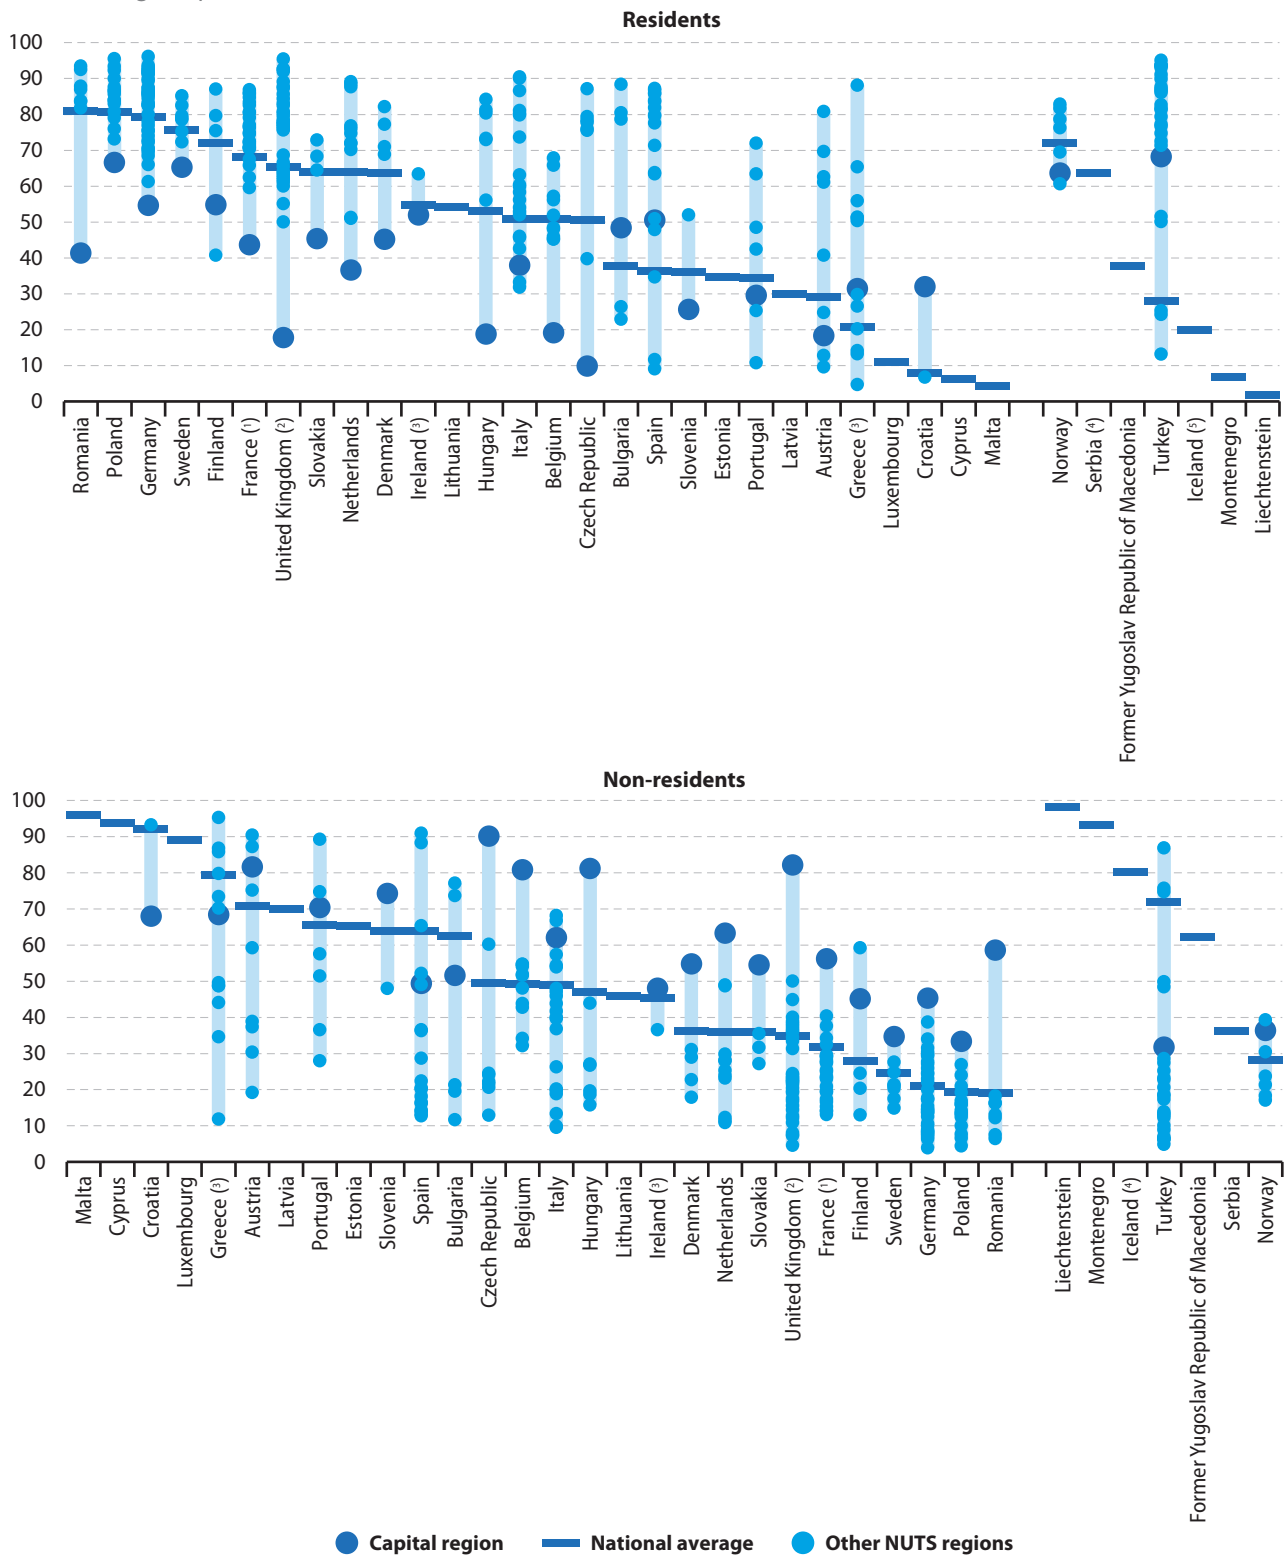 Residents
100
90
80
70
60
50
40
30
20
10
0
Romania
Poland
Germany
Sweden
Finland
France (¹)
United Kingdom (²)
Slovakia
Netherlands
Denmark
Ireland (³)
Lithuania
Hungary
Italy
Belgium
Czech Republic
Bulgaria
Spain
Slovenia
Estonia
Portugal
Latvia
Austria
Greece (³)
Luxembourg
Croatia
Cyprus
Malta
Norway
Serbia (⁴)
Former Yugoslav Republic of Macedonia
Turkey
Iceland (⁵)
Montenegro
Liechtenstein
Non-residents
100
90
80
70
60
50
40
30
20
10
0
Malta
Cyprus
Croatia
Luxembourg
Greece (³)
Austria
Latvia
Portugal
Estonia
Slovenia
Spain
Bulgaria
Czech Republic
Belgium
Italy
Hungary
Lithuania
Ireland (³)
Denmark
Netherlands
Slovakia
United Kingdom (²)
France (¹)
Finland
Sweden
Germany
Poland
Romania
Liechtenstein
Montenegro
Iceland (⁴)
Turkey
Former Yugoslav Republic of Macedonia
Serbia
Norway
Capital region
National average
Other NUTS regions